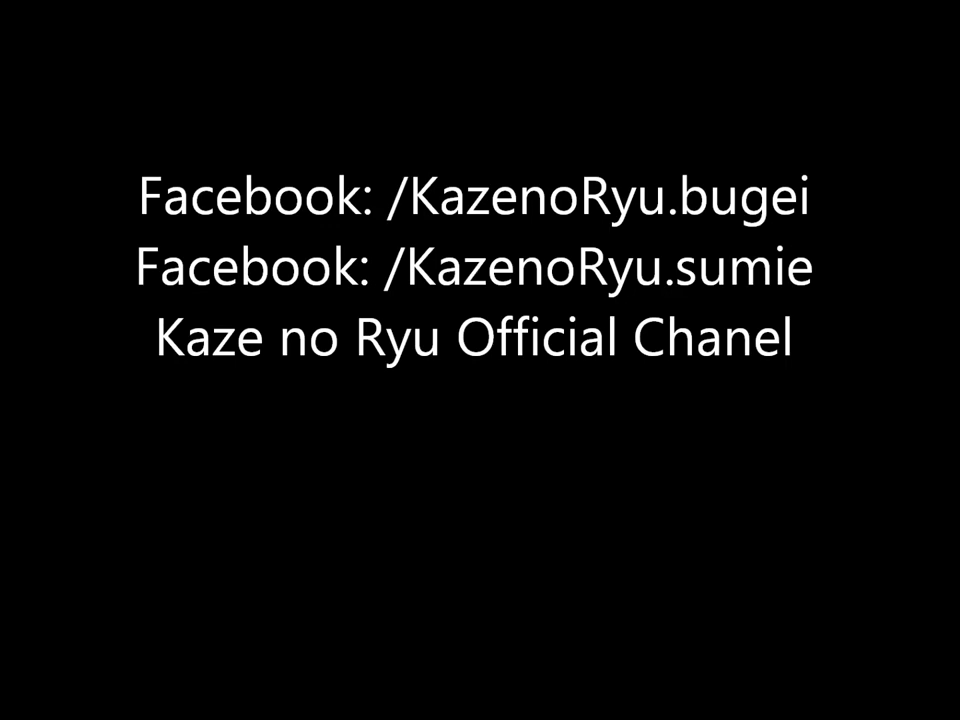 Facebook: /KazenoRyu.bugei
Facebook: /KazenoRyu.sumie
Kaze no Ryu Official Chanel